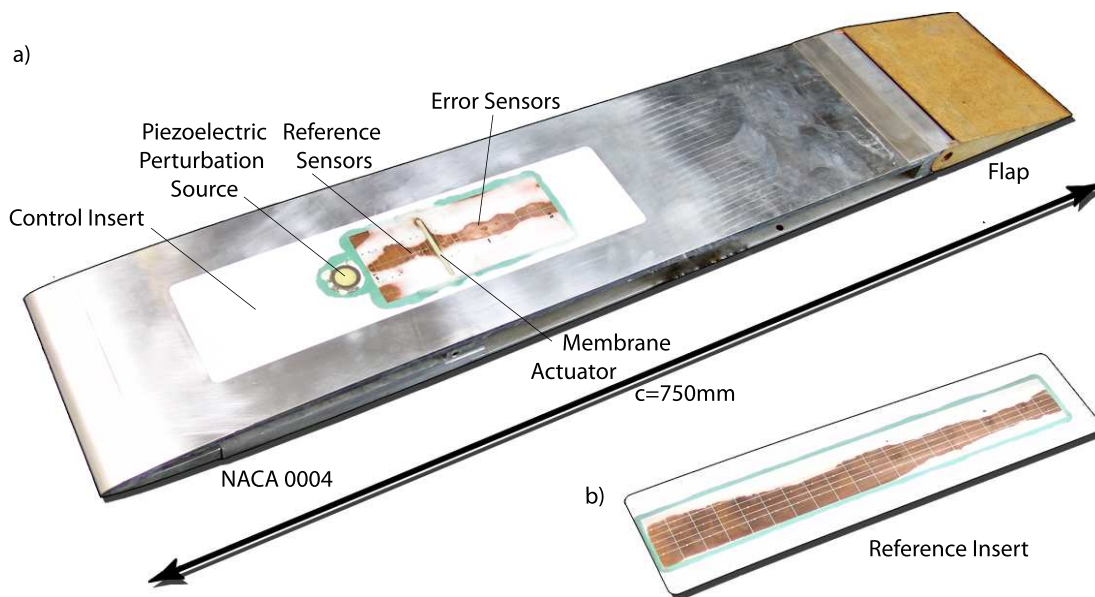 a)
Error Sensors
Piezoelectric
Perturbation
Source
Reference
Sensors
Control Insert
Flap
Membrane
Actuator
c=750mm
NACA 0004
b)
Reference Insert